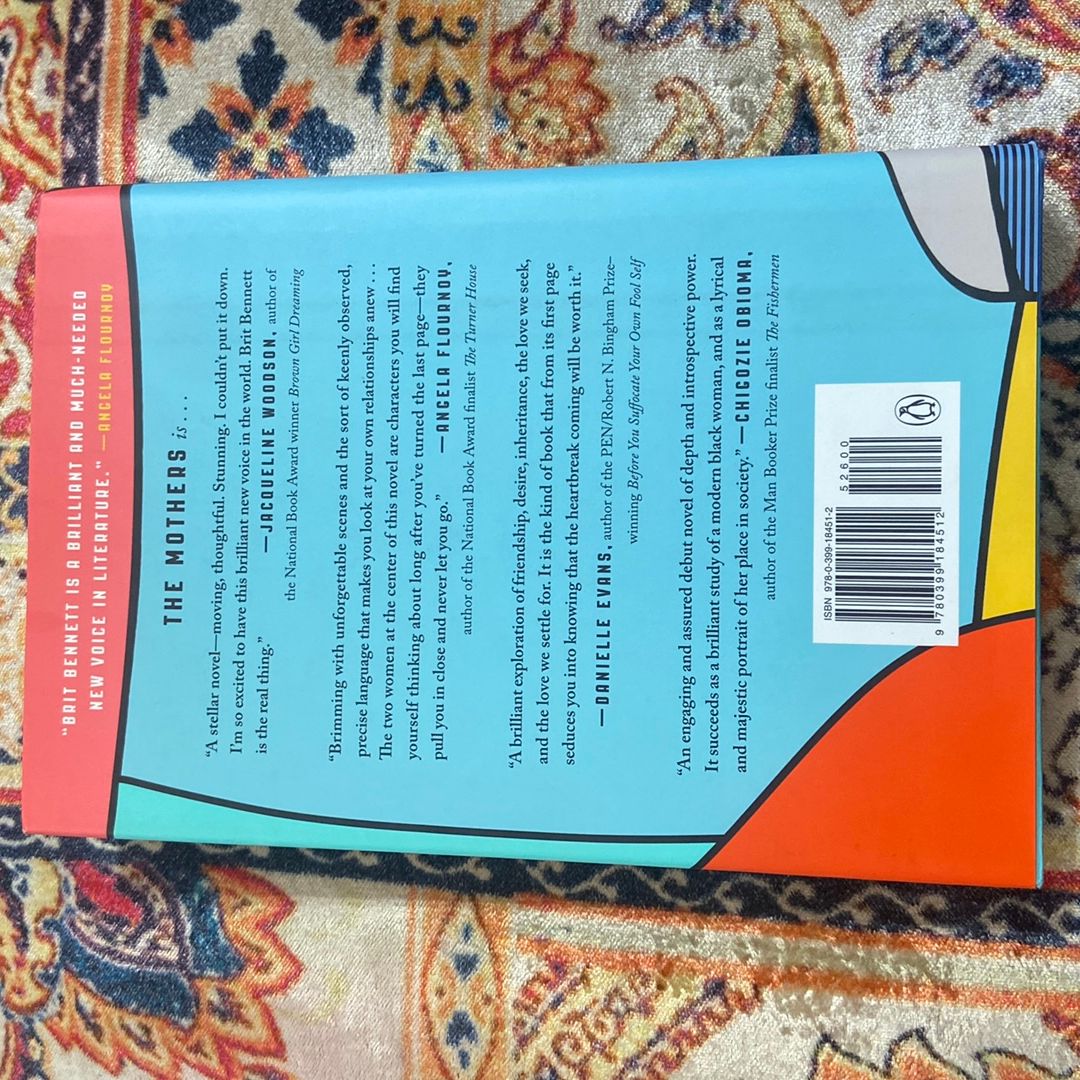 “BRIT BENNETT IS A BRILLIANT AND MUCH-NEEDED
NEW VOICE IN LITERATURE.” —ANGELA FLOURNOY
THE MOTHERS is . . . .
“A stellar novel—moving, thoughtful. Stunning. I couldn’t put it down.
I’m so excited to have this brilliant new voice in the world. Brit Bennett
is the real thing.”
—JACQUELINE WOODSON, author of
the National Book Award winner Brown Girl Dreaming
“Brimming with unforgettable scenes and the sort of keenly observed,
precise language that makes you look at your own relationships anew . . .
The two women at the center of this novel are characters you will find
yourself thinking about long after you’ve turned the last page—they
pull you in close and never let you go.” —ANGELA FLOURNOY,
author of the National Book Award finalist The Turner House
“A brilliant exploration of friendship, desire, inheritance, the love we seek,
and the love we settle for. It is the kind of book that from its first page
seduces you into knowing that the heartbreak coming will be worth it.”
—DANIELLE EVANS, author of the PEN/Robert N. Bingham Prize–
winning Before You Suffocate Your Own Fool Self
“An engaging and assured debut novel of depth and introspective power.
It succeeds as a brilliant study of a modern black woman, and as a lyrical
and majestic portrait of her place in society.” —CHIGOZIE OBIOMA,
author of the Man Booker Prize finalist The Fishermen
ISBN 978-0-399-18451-2
52600
9 780399 184512